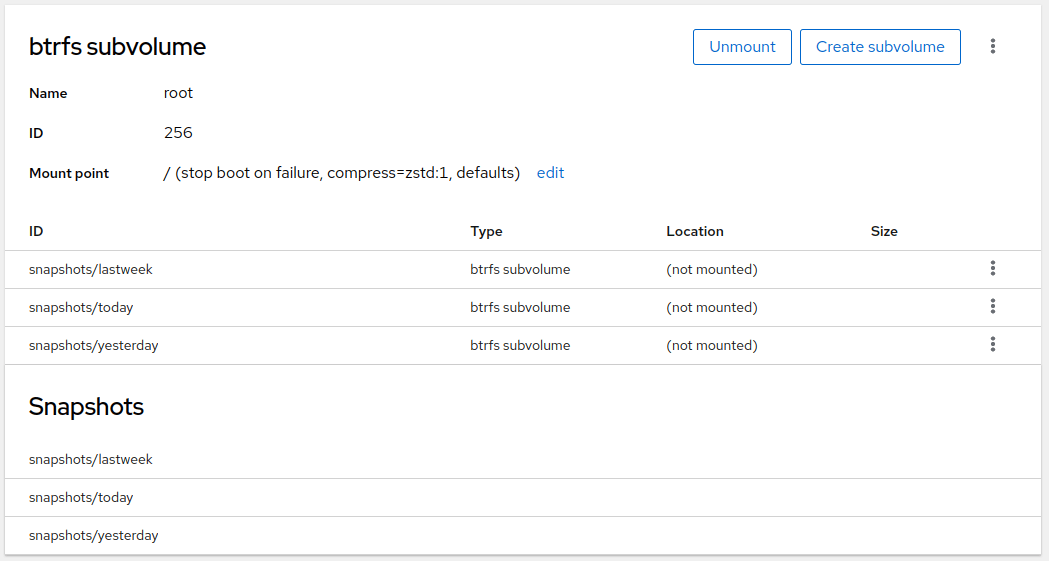 btrfs subvolume Unmount Create subvolume
Name root
ID 256
Mount point / (stop boot on failure, compress=zstd:1, defaults) edit
ID Type Location Size
snapshots/lastweek btrfs subvolume (not mounted)
snapshots/today btrfs subvolume (not mounted)
snapshots/yesterday btrfs subvolume (not mounted)
Snapshots
snapshots/lastweek
snapshots/today
snapshots/yesterday